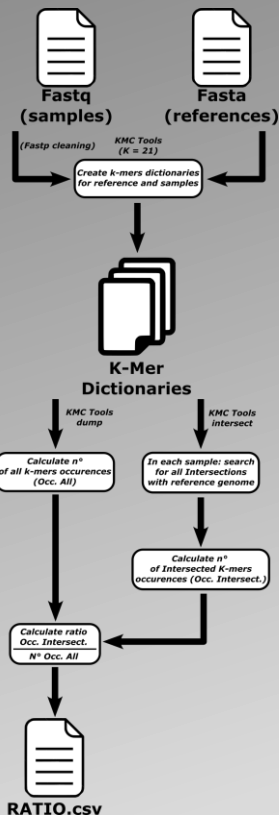 Fastq
(samples)
Fasta
(references)
(Fastp cleaning)
KMC Tools
(K = 21)
Create k-mers dictionaries
for reference and samples
K-Mer
Dictionaries
KMC Tools
dump
KMC Tools
intersect
Calculate n°
of all k-mers occurences
(Occ. All)
In each sample: search
for all Intersections
with reference genome
Calculate n°
of Intersected K-mers
occurences (Occ. Intersect.)
Calculate ratio
Occ. Intersect.
N° Occ. All
RATIO.csv